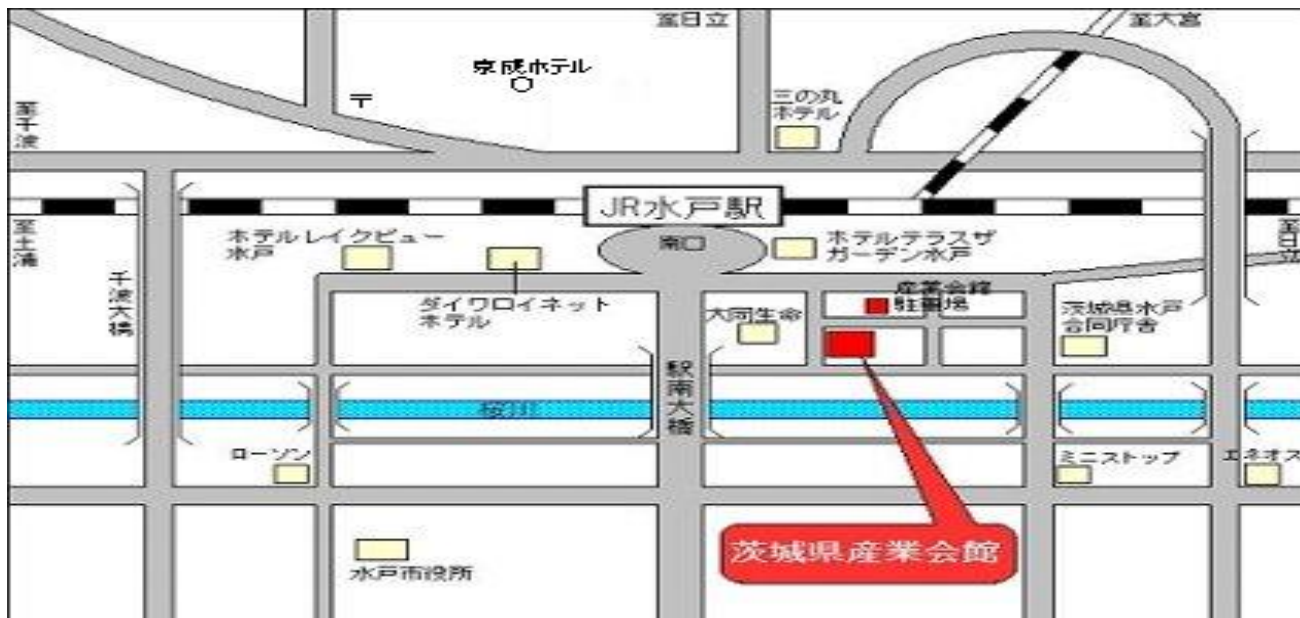 至日立
至大宮
京成ホテル
〒
三の丸
ホテル
至千波
JR水戸駅
至土浦
ホテルレイクビュー
水戸
南口
ホテルテラスザ
ガーデン水戸
至日立
千波大橋
ダイワロイネット
ホテル
産業会館
駐車場
大同生命
茨城県水戸
合同庁舎
駅南大橋
桜川
ローソン
ミニストップ
エネオス
茨城県産業会館
水戸市役所